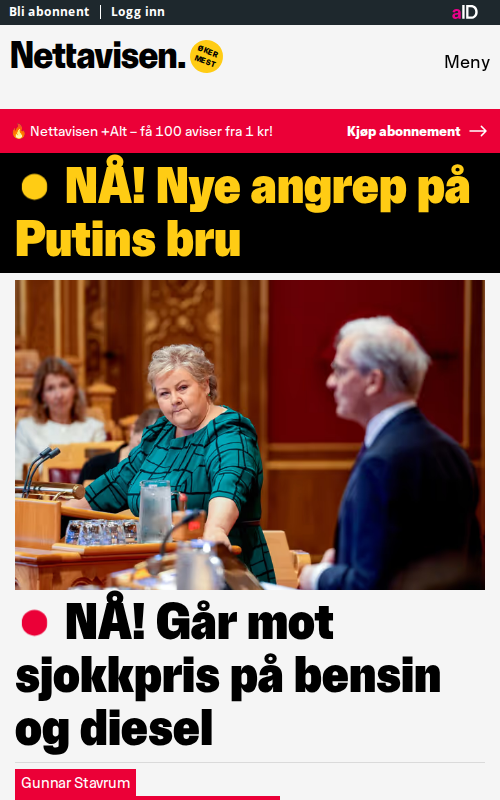 Bli abonnent | Logg inn
aID
Nettavisen.
ØKER
MEST
Meny
🔥 Nettavisen +Alt – få 100 aviser fra 1 kr!
Kjøp abonnement →
NÅ! Nye angrep på
Putins bru
NÅ! Går mot
sjokkpris på bensin
og diesel
Gunnar Stavrum